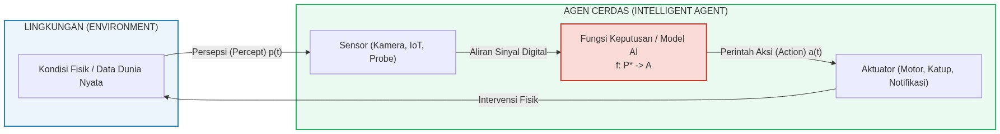 LINGKUNGAN (ENVIRONMENT)
Kondisi Fisik / Data Dunia
Nyata
Persepsi (Percept) p(t)
AGEN CERDAS (INTELLIGENT AGENT)
Sensor (Kamera, IoT,
Probe)
Aliran Sinyal Digital
Fungsi Keputusan / Model
AI
f: P* -> A
Perintah Aksi (Action) a(t)
Aktuator (Motor, Katup,
Notifikasi)
Intervensi Fisik